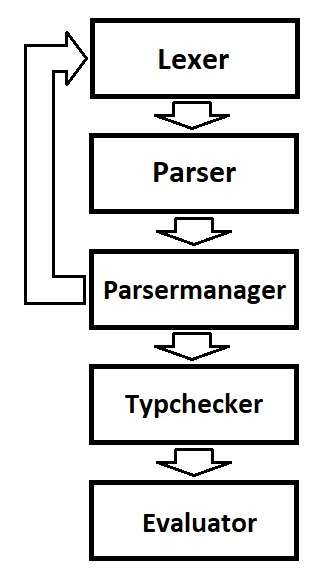 Lexer
Parser
Parsermanager
Typchecker
Evaluator